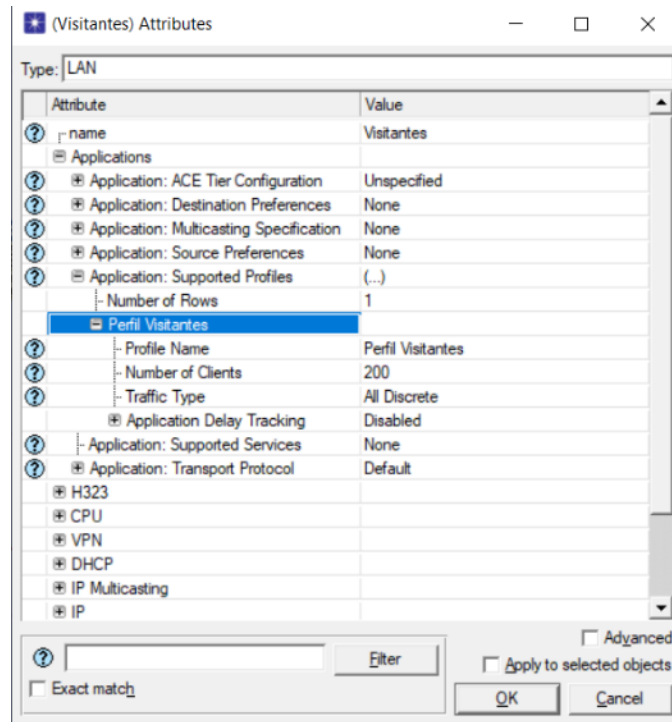 (Visitantes) Attributes
Type: LAN
Attribute Value
name Visitantes
Applications
Application: ACE Tier Configuration Unspecified
Application: Destination Preferences None
Application: Multicasting Specification None
Application: Source Preferences None
Application: Supported Profiles (...)
Number of Rows 1
Perfil Visitantes
Profile Name Perfil Visitantes
Number of Clients 200
Traffic Type All Discrete
Application Delay Tracking Disabled
Application: Supported Services None
Application: Transport Protocol Default
H323
CPU
VPN
DHCP
IP Multicasting
IP
Advanced
Filter
Apply to selected objects
Exact match
OK Cancel